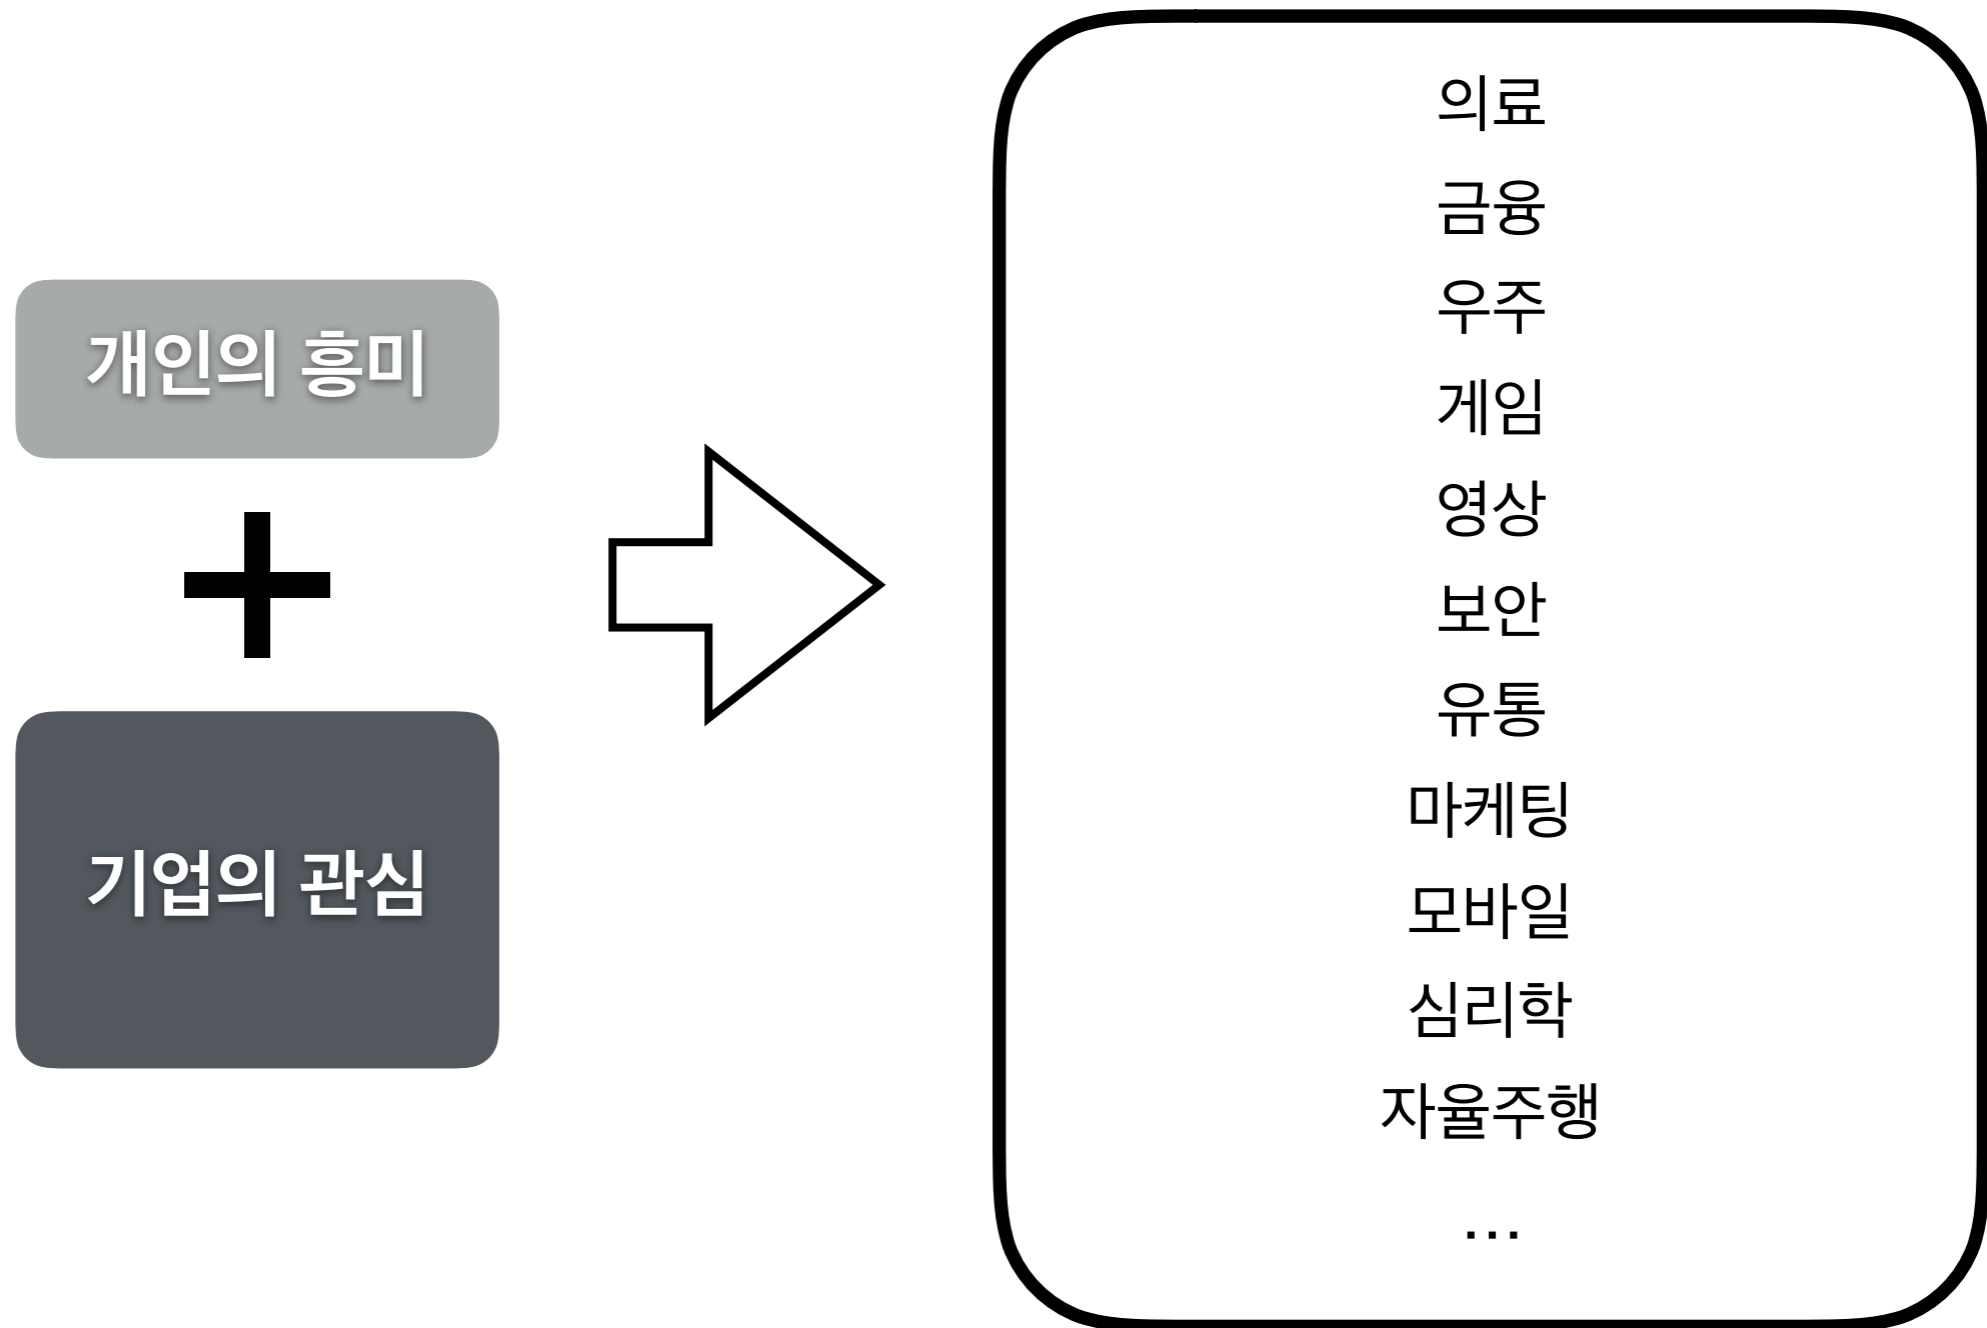 개인의 흥미
+
기업의 관심
의료
금융
우주
게임
영상
보안
유통
마케팅
모바일
심리학
자율주행
...